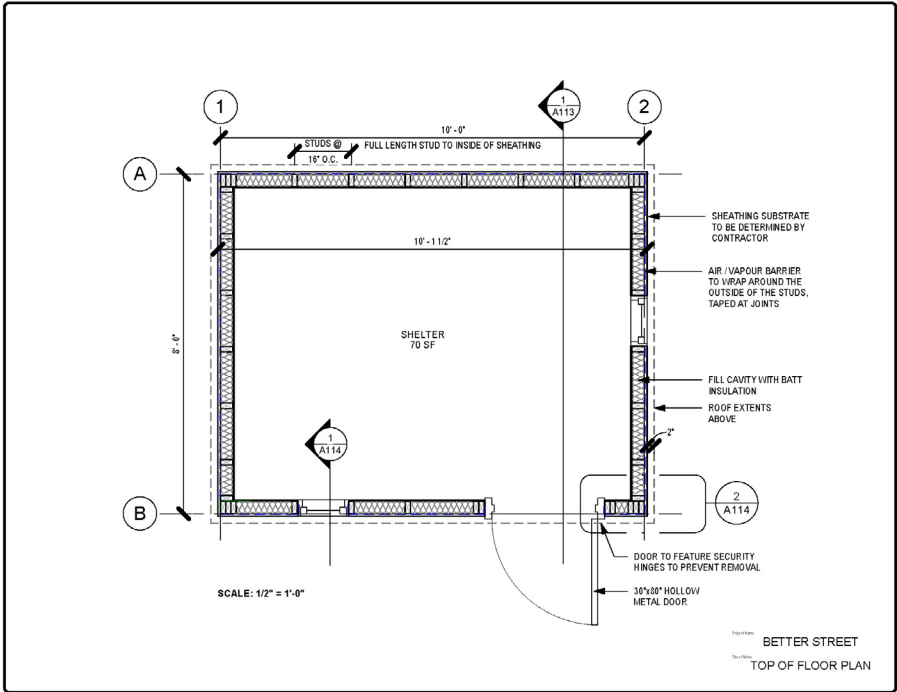 1
2
1
A113
10' - 0"
STUDS @
16" O.C.
FULL LENGTH STUD TO INSIDE OF SHEATHING
A
SHEATHING SUBSTRATE
TO BE DETERMINED BY
CONTRACTOR
10' - 1 1/2"
AIR / VAPOUR BARRIER
TO WRAP AROUND THE
OUTSIDE OF THE STUDS,
TAPED AT JOINTS
8' - 0"
SHELTER
70 SF
FILL CAVITY WITH BATT
INSULATION
ROOF EXTENTS
ABOVE
2"
1
A114
B
2
A114
DOOR TO FEATURE SECURITY
HINGES TO PREVENT REMOVAL
30"x80" HOLLOW
METAL DOOR
SCALE: 1/2" = 1'-0"
Project Name
BETTER STREET
TOP OF FLOOR PLAN